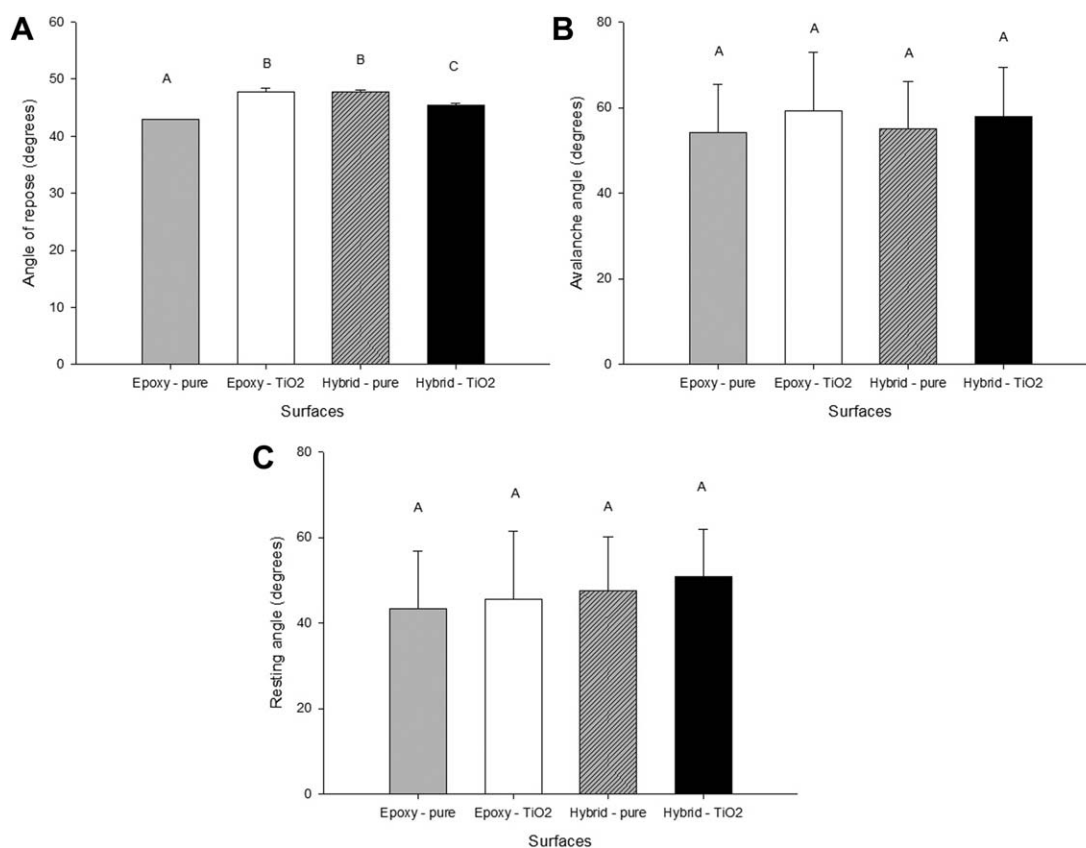 A
Angle of repose (degrees)
60
50
40
30
20
10
0
A
B
B
C
Epoxy - pure
Epoxy - TiO2
Hybrid - pure
Hybrid - TiO2
Surfaces
B
Avalanche angle (degrees)
80
60
40
20
0
A
A
A
A
Epoxy - pure
Epoxy - TiO2
Hybrid - pure
Hybrid - TiO2
Surfaces
C
Resting angle (degrees)
80
60
40
20
0
A
A
A
A
Epoxy - pure
Epoxy - TiO2
Hybrid - pure
Hybrid - TiO2
Surfaces